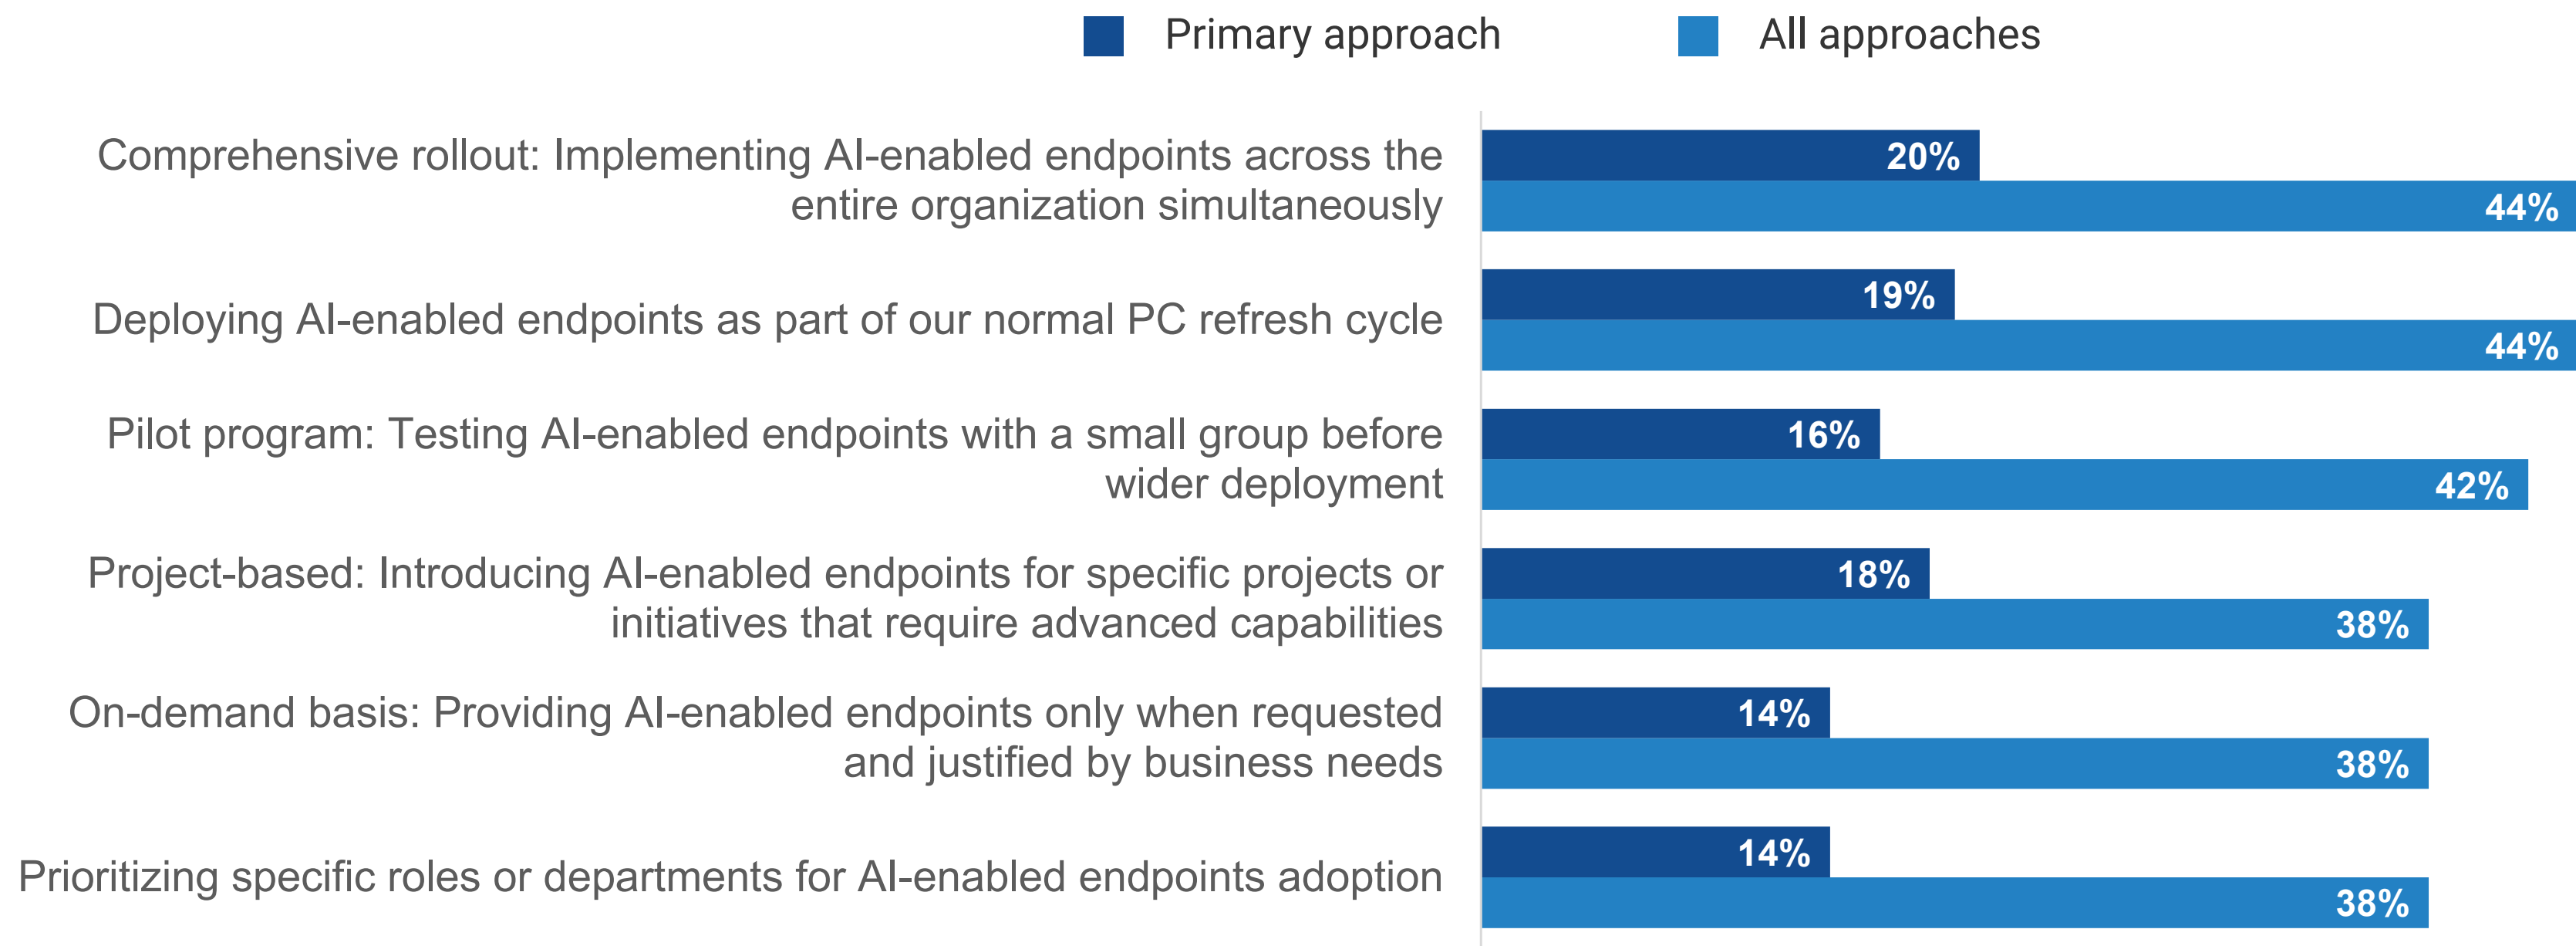 Primary approach
All approaches
Comprehensive rollout: Implementing AI-enabled endpoints across the
entire organization simultaneously
20%
44%
Deploying AI-enabled endpoints as part of our normal PC refresh cycle
19%
44%
Pilot program: Testing AI-enabled endpoints with a small group before
wider deployment
16%
42%
Project-based: Introducing AI-enabled endpoints for specific projects or
initiatives that require advanced capabilities
18%
38%
On-demand basis: Providing AI-enabled endpoints only when requested
and justified by business needs
14%
38%
Prioritizing specific roles or departments for AI-enabled endpoints adoption
14%
38%